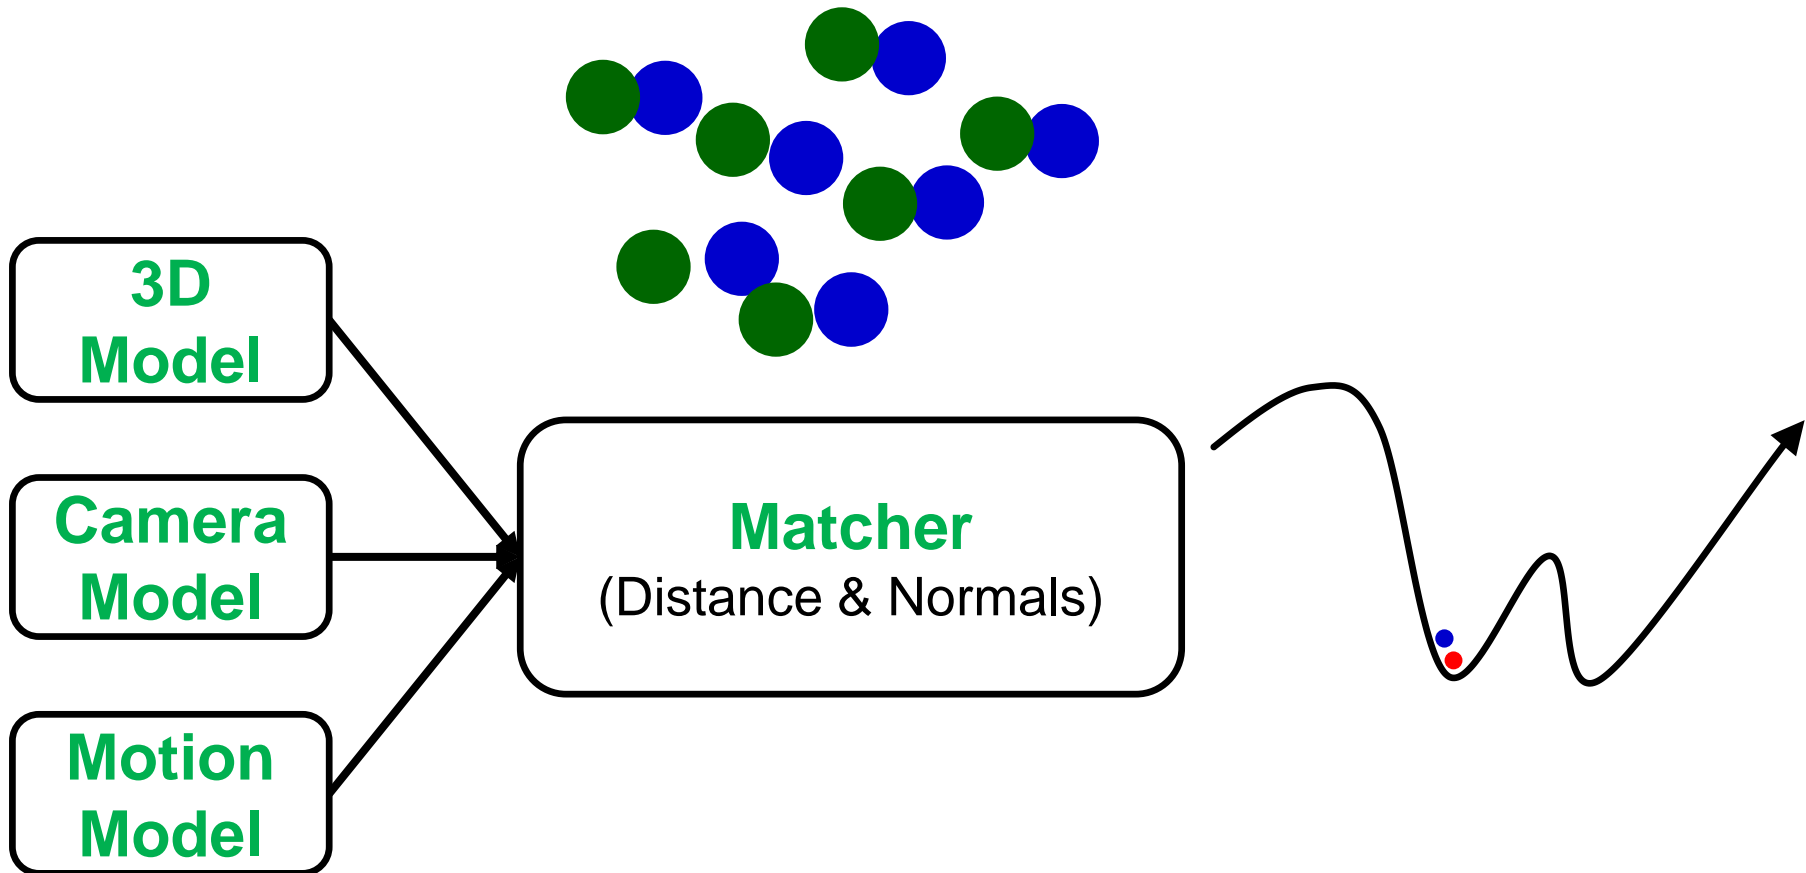 3D
Model
Camera
Model
Motion
Model
Matcher
(Distance & Normals)